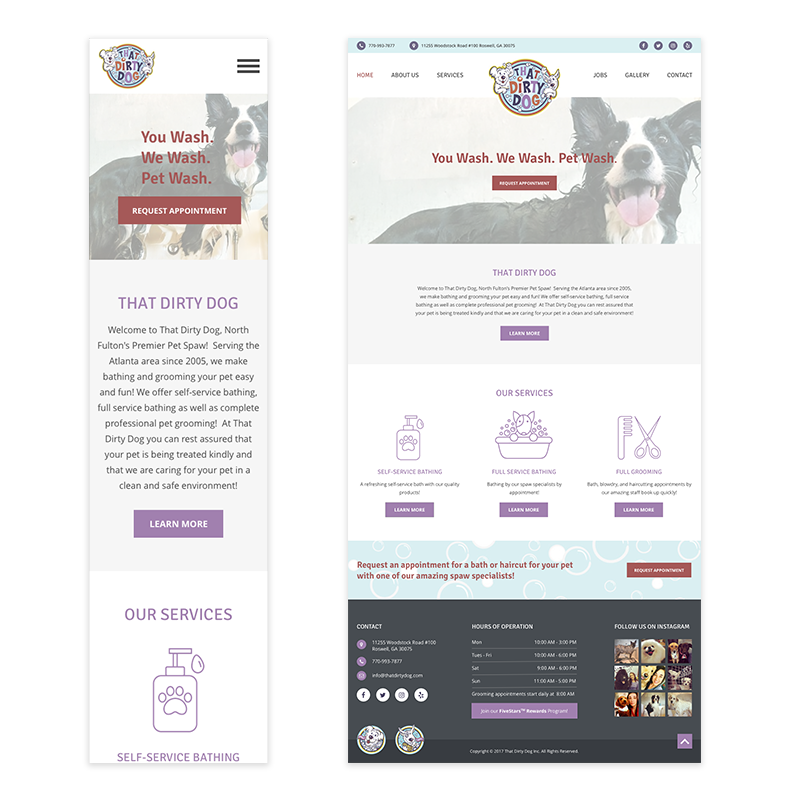 THAT
DIRTY
DOG
You Wash.
We Wash.
Pet Wash.
REQUEST APPOINTMENT
THAT DIRTY DOG
Welcome to That Dirty Dog, North
Fulton's Premier Pet Spaw! Serving the
Atlanta area since 2005, we make
bathing and grooming your pet easy
and fun! We offer self-service bathing,
full service bathing as well as complete
professional pet grooming! At That
Dirty Dog you can rest assured that
your pet is being treated kindly and
that we are caring for your pet in a
clean and safe environment!
LEARN MORE
OUR SERVICES
SELF-SERVICE BATHING
770-993-7877
11255 Woodstock Road #100 Roswell, GA 30075
HOME
ABOUT US
SERVICES
THAT
DIRTY
DOG
JOBS
GALLERY
CONTACT
You Wash. We Wash. Pet Wash.
REQUEST APPOINTMENT
THAT DIRTY DOG
Welcome to That Dirty Dog, North Fulton's Premier Pet Spaw! Serving the Atlanta area since 2005,
we make bathing and grooming your pet easy and fun! We offer self-service bathing, full service
bathing as well as complete professional pet grooming! At That Dirty Dog you can rest assured that
your pet is being treated kindly and that we are caring for your pet in a clean and safe environment!
LEARN MORE
OUR SERVICES
SELF-SERVICE BATHING
A refreshing self-service bath with our quality
products!
LEARN MORE
FULL SERVICE BATHING
Bathing by our spaw specialists by
appointment!
LEARN MORE
FULL GROOMING
Bath, blowdry, and haircutting appointments by
our amazing staff book up quickly!
LEARN MORE
Request an appointment for a bath or haircut for your pet
with one of our amazing spaw specialists!
REQUEST APPOINTMENT
CONTACT
11255 Woodstock Road #100
Roswell, GA 30075
770-993-7877
info@thatdirtydog.com
HOURS OF OPERATION
Mon 10:00 AM - 3:00 PM
Tues - Fri 10:00 AM - 6:00 PM
Sat 9:00 AM - 6:00 PM
Sun 11:00 AM - 5:00 PM
Grooming appointments start daily at 8:00 AM
Join our FiveStars™ Rewards Program!
FOLLOW US ON INSTAGRAM
Copyright © 2017 That Dirty Dog Inc. All Rights Reserved.